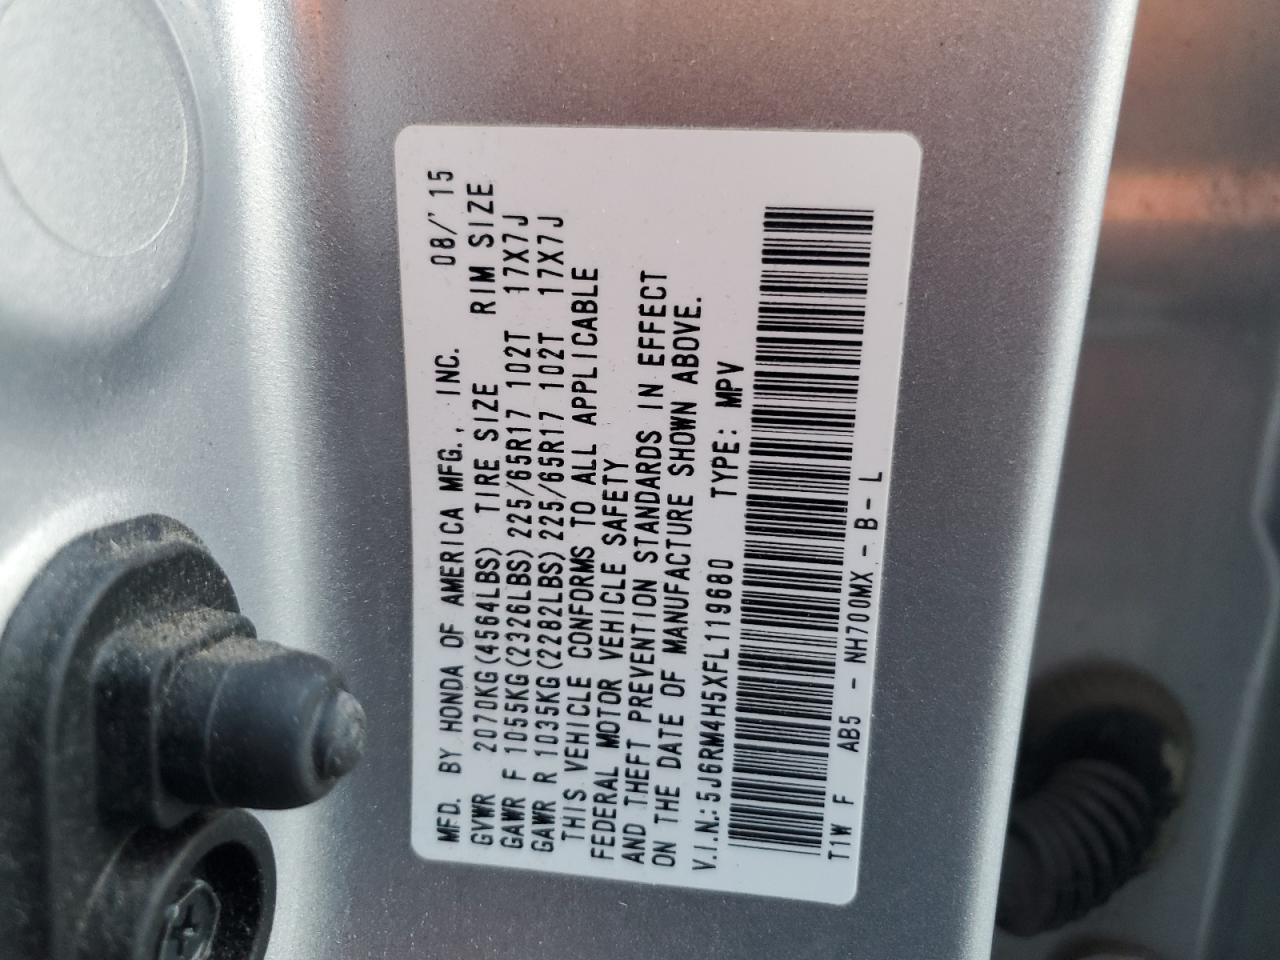 MFD. BY HONDA OF AMERICA MFG., INC. 08/'15
GVWR 2070KG(4564LBS) TIRE SIZE RIM SIZE
GAWR F 1055KG(2326LBS) 225/65R17 102T 17X7J
GAWR R 1035KG(2282LBS) 225/65R17 102T 17X7J
THIS VEHICLE CONFORMS TO ALL APPLICABLE
FEDERAL MOTOR VEHICLE SAFETY
AND THEFT PREVENTION STANDARDS IN EFFECT
ON THE DATE OF MANUFACTURE SHOWN ABOVE.
V.I.N.: 5J6RM4H5XFL119680 TYPE: MPV
T1W F AB5 - NH700MX - B - L